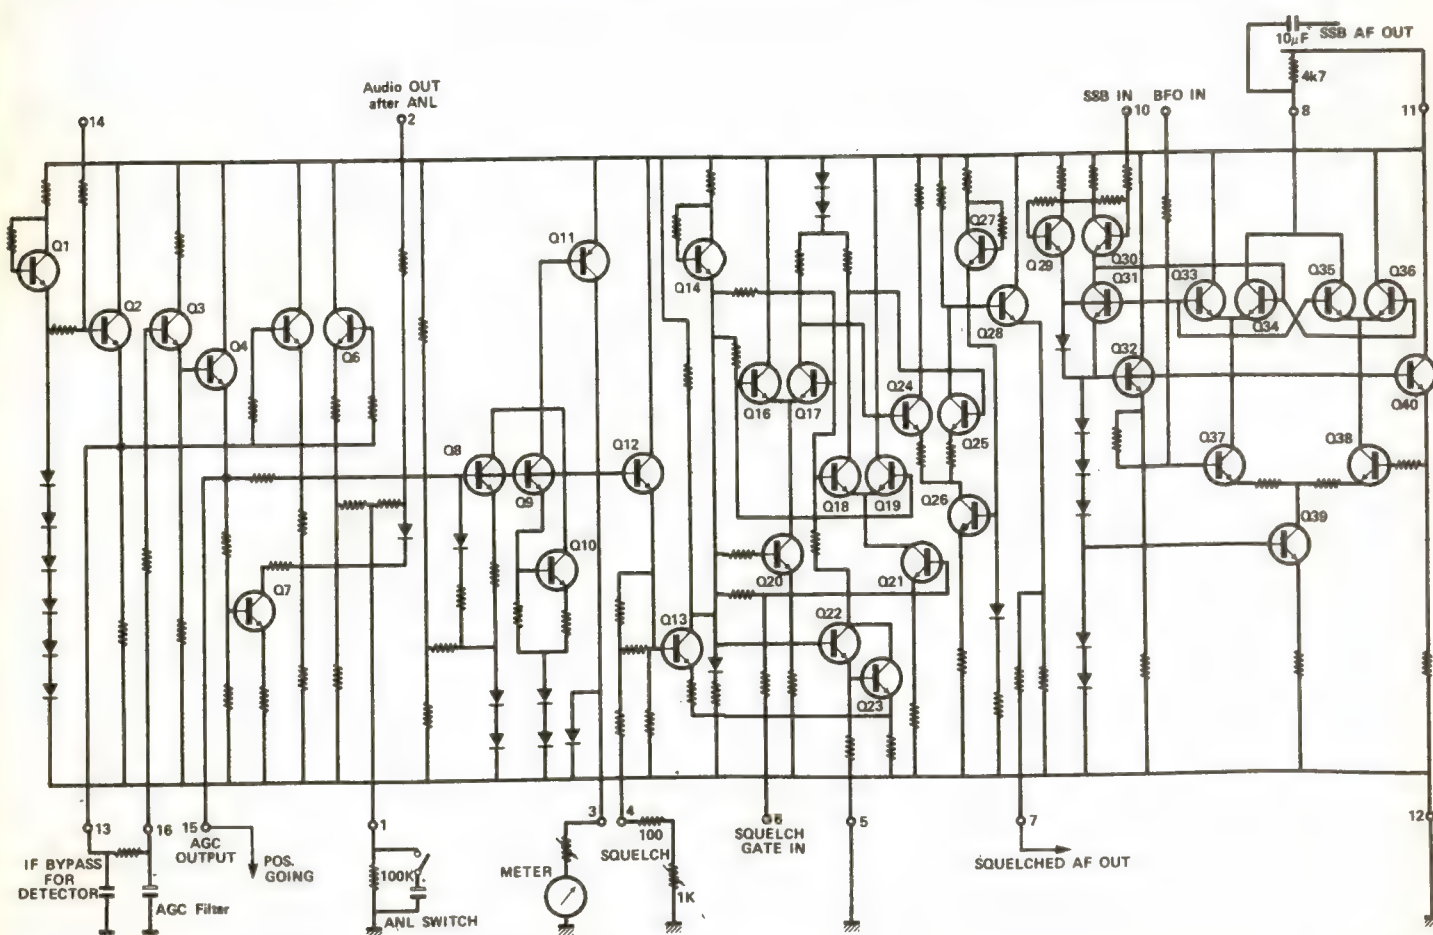 10µF SSB AF OUT
4k7
Audio OUT
after ANL
SSB IN BFO IN
14
2
10
8
11
Q1
Q2
Q3
Q4
Q6
Q7
Q8
Q9
Q10
Q11
Q12
Q13
Q14
Q16
Q17
Q18
Q19
Q20
Q21
Q22
Q23
Q24
Q25
Q26
Q27
Q28
Q29
Q30
Q31
Q32
Q33
Q34
Q35
Q36
Q37
Q38
Q39
Q40
13
16
15
1
3
4
6
5
7
12
IF BYPASS
FOR
DETECTOR
AGC Filter
AGC
OUTPUT
POS.
GOING
100K
ANL SWITCH
METER
100
SQUELCH
1K
SQUELCH
GATE IN
SQUELCHED AF OUT